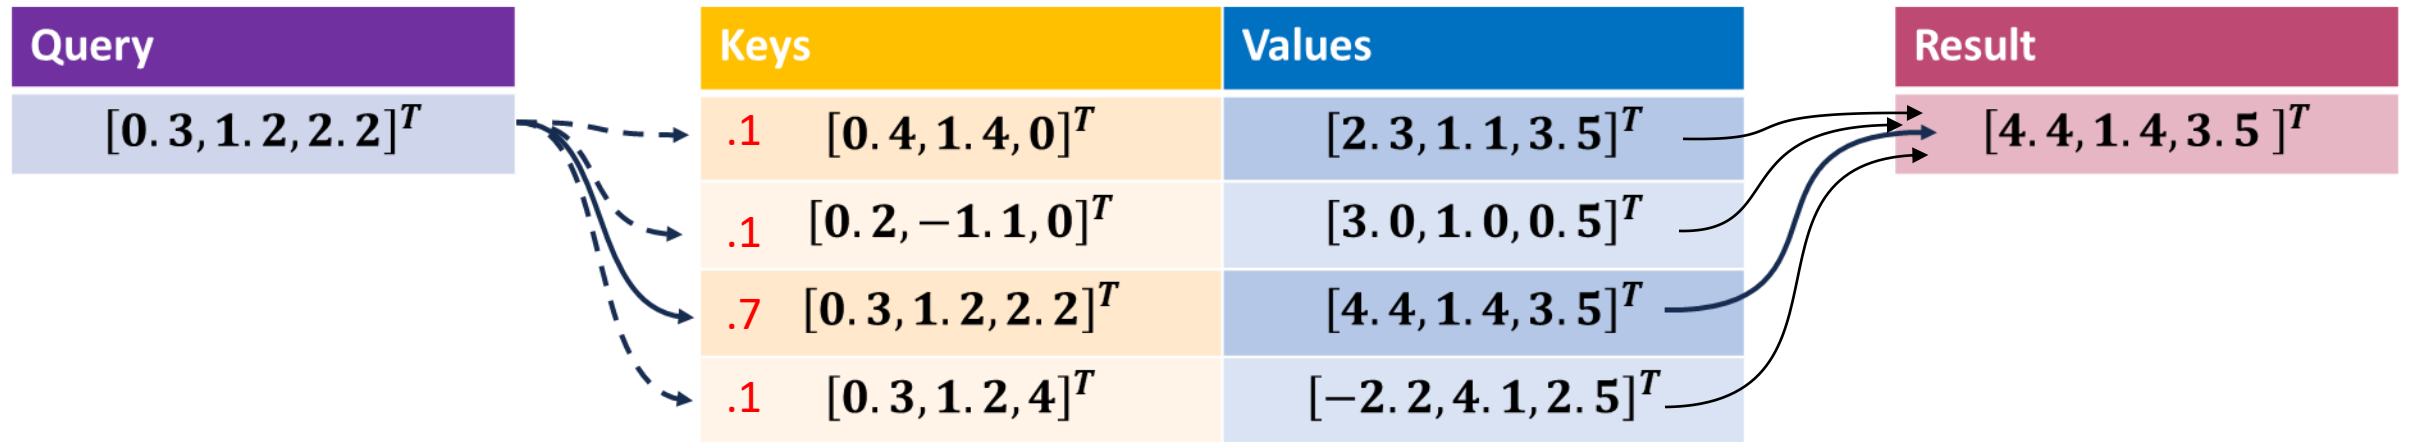 Query
[0.3, 1.2, 2.2]^T
Keys Values
.1 [0.4, 1.4, 0]^T [2.3, 1.1, 3.5]^T
.1 [0.2, −1.1, 0]^T [3.0, 1.0, 0.5]^T
.7 [0.3, 1.2, 2.2]^T [4.4, 1.4, 3.5]^T
.1 [0.3, 1.2, 4]^T [−2.2, 4.1, 2.5]^T
Result
[4.4, 1.4, 3.5 ]^T